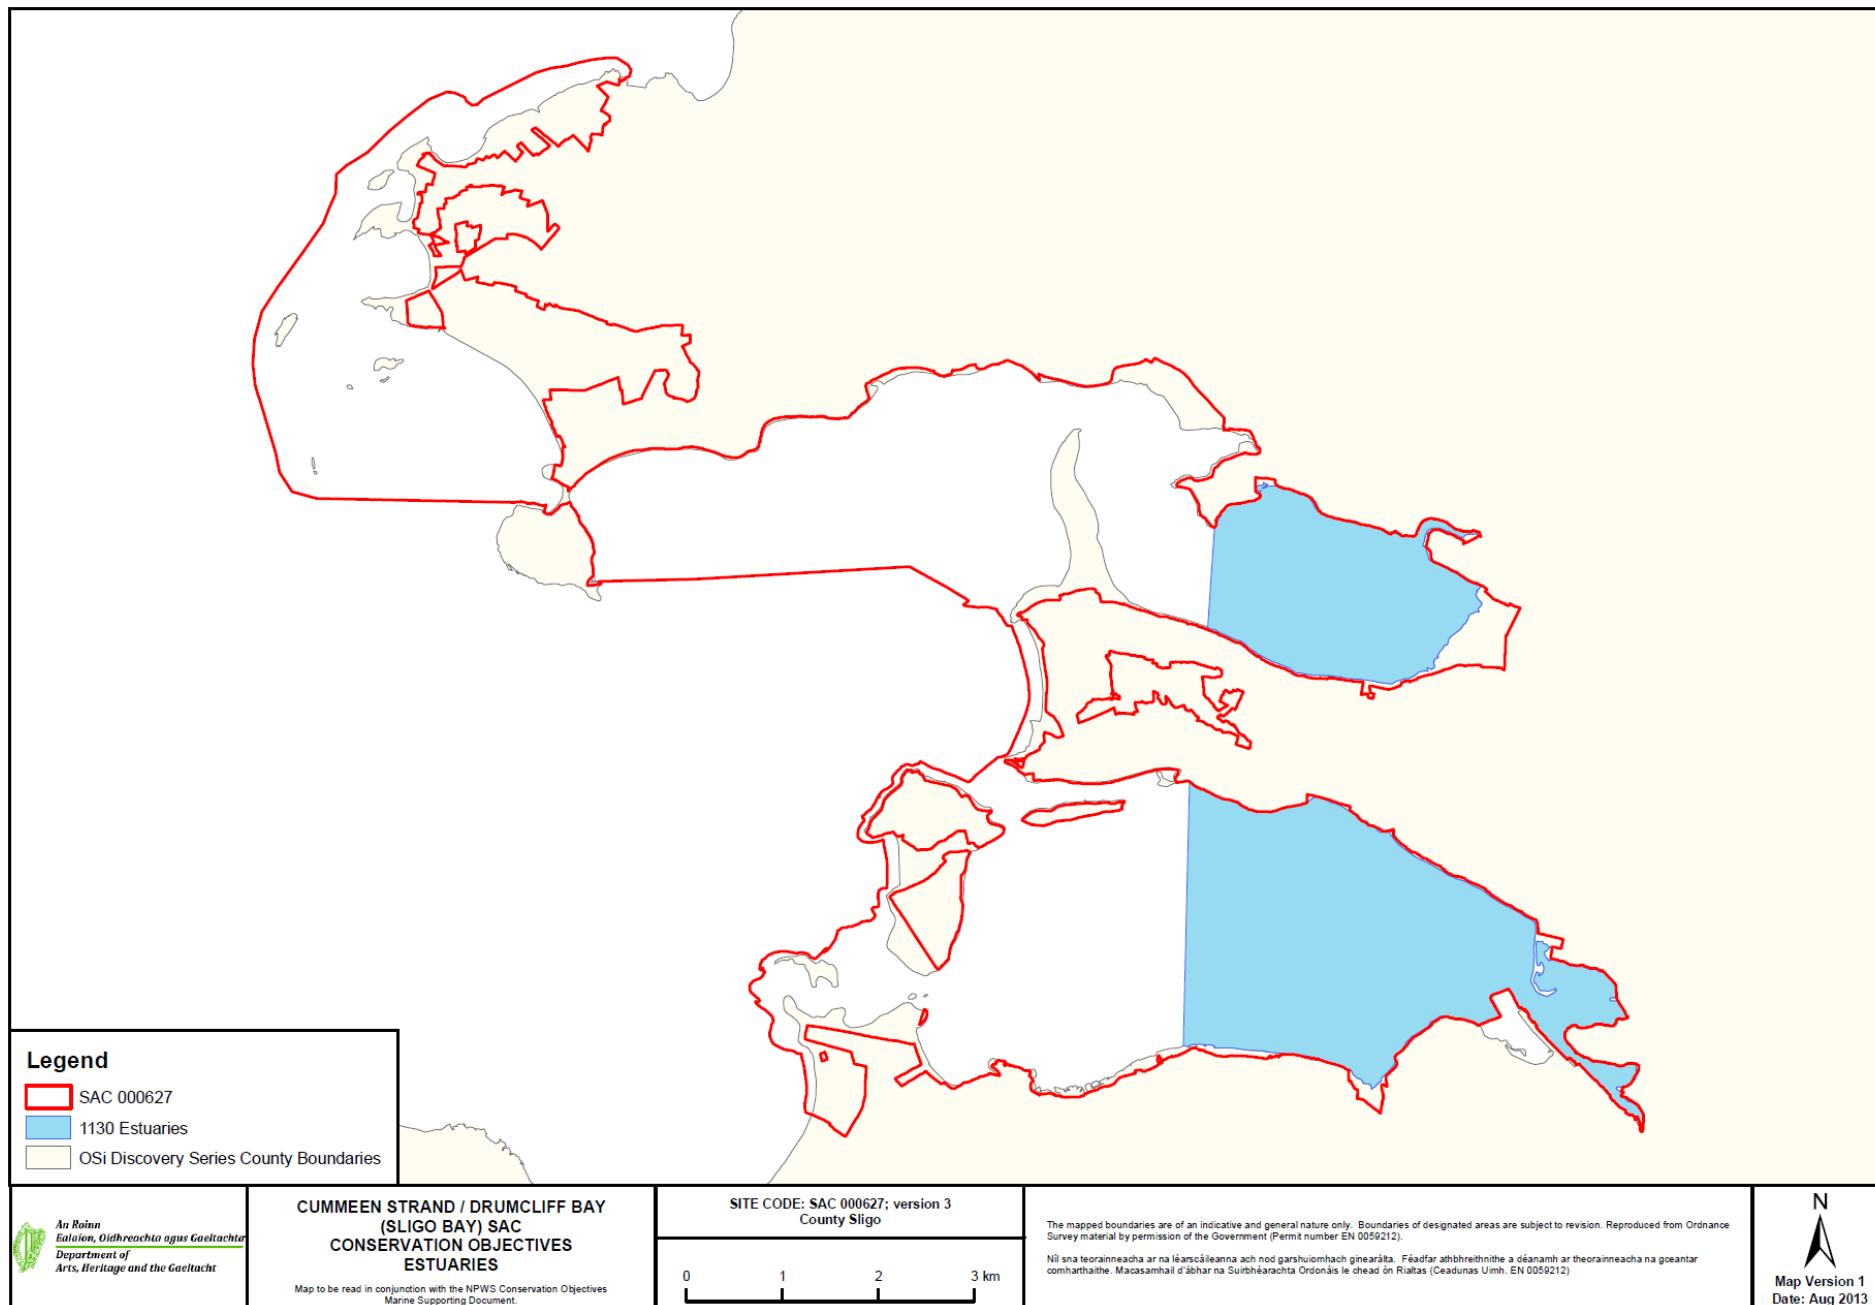 Legend
SAC 000627
1130 Estuaries
OSi Discovery Series County Boundaries
An Roinn
Ealaíon, Oidhreachta agus Gaeltachta
Department of
Arts, Heritage and the Gaeltacht
CUMMEEN STRAND / DRUMCLIFF BAY
(SLIGO BAY) SAC
CONSERVATION OBJECTIVES
ESTUARIES
Map to be read in conjunction with the NPWS Conservation Objectives
Marine Supporting Document.
SITE CODE: SAC 000627; version 3
County Sligo
0 1 2 3 km
The mapped boundaries are of an indicative and general nature only. Boundaries of designated areas are subject to revision. Reproduced from Ordnance
Survey material by permission of the Government (Permit number EN 0059212).
Níl sna teorainneacha ar na léarscáileanna ach nod garshuiomhach ginearálta. Féadfar athbhreithnithe a déanamh ar theorainneacha na gceantar
comharthaithe. Macasamhail d'ábhar na Suirbhéarachta Ordonáis le chead ón Rialtas (Ceadunas Uimh. EN 0059212)
N
Map Version 1
Date: Aug 2013